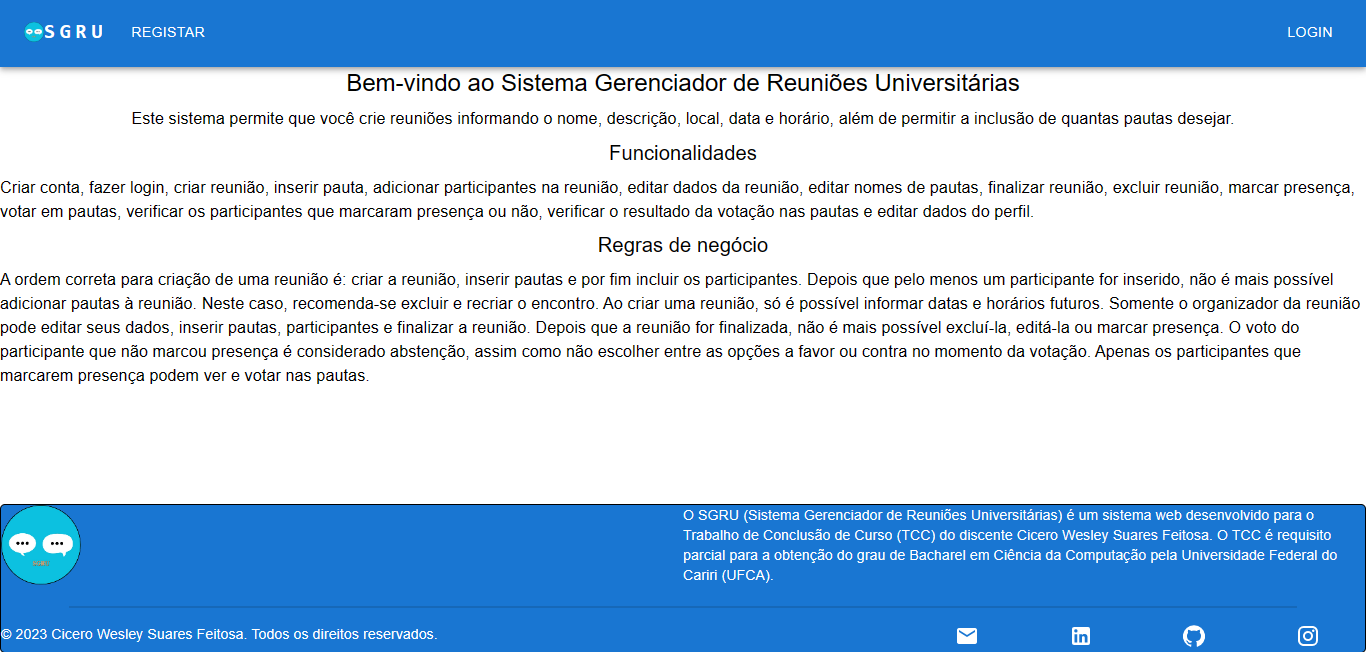 SGRU REGISTAR LOGIN
Bem-vindo ao Sistema Gerenciador de Reuniões Universitárias
Este sistema permite que você crie reuniões informando o nome, descrição, local, data e horário, além de permitir a inclusão de quantas pautas desejar.
Funcionalidades
Criar conta, fazer login, criar reunião, inserir pauta, adicionar participantes na reunião, editar dados da reunião, editar nomes de pautas, finalizar reunião, excluir reunião, marcar presença,
votar em pautas, verificar os participantes que marcaram presença ou não, verificar o resultado da votação nas pautas e editar dados do perfil.
Regras de negócio
A ordem correta para criação de uma reunião é: criar a reunião, inserir pautas e por fim incluir os participantes. Depois que pelo menos um participante for inserido, não é mais possível
adicionar pautas à reunião. Neste caso, recomenda-se excluir e recriar o encontro. Ao criar uma reunião, só é possível informar datas e horários futuros. Somente o organizador da reunião
pode editar seus dados, inserir pautas, participantes e finalizar a reunião. Depois que a reunião for finalizada, não é mais possível excluí-la, editá-la ou marcar presença. O voto do
participante que não marcou presença é considerado abstenção, assim como não escolher entre as opções a favor ou contra no momento da votação. Apenas os participantes que
marcarem presença podem ver e votar nas pautas.
O SGRU (Sistema Gerenciador de Reuniões Universitárias) é um sistema web desenvolvido para o
Trabalho de Conclusão de Curso (TCC) do discente Cicero Wesley Suares Feitosa. O TCC é requisito
parcial para a obtenção do grau de Bacharel em Ciência da Computação pela Universidade Federal do
Cariri (UFCA).
© 2023 Cicero Wesley Suares Feitosa. Todos os direitos reservados.